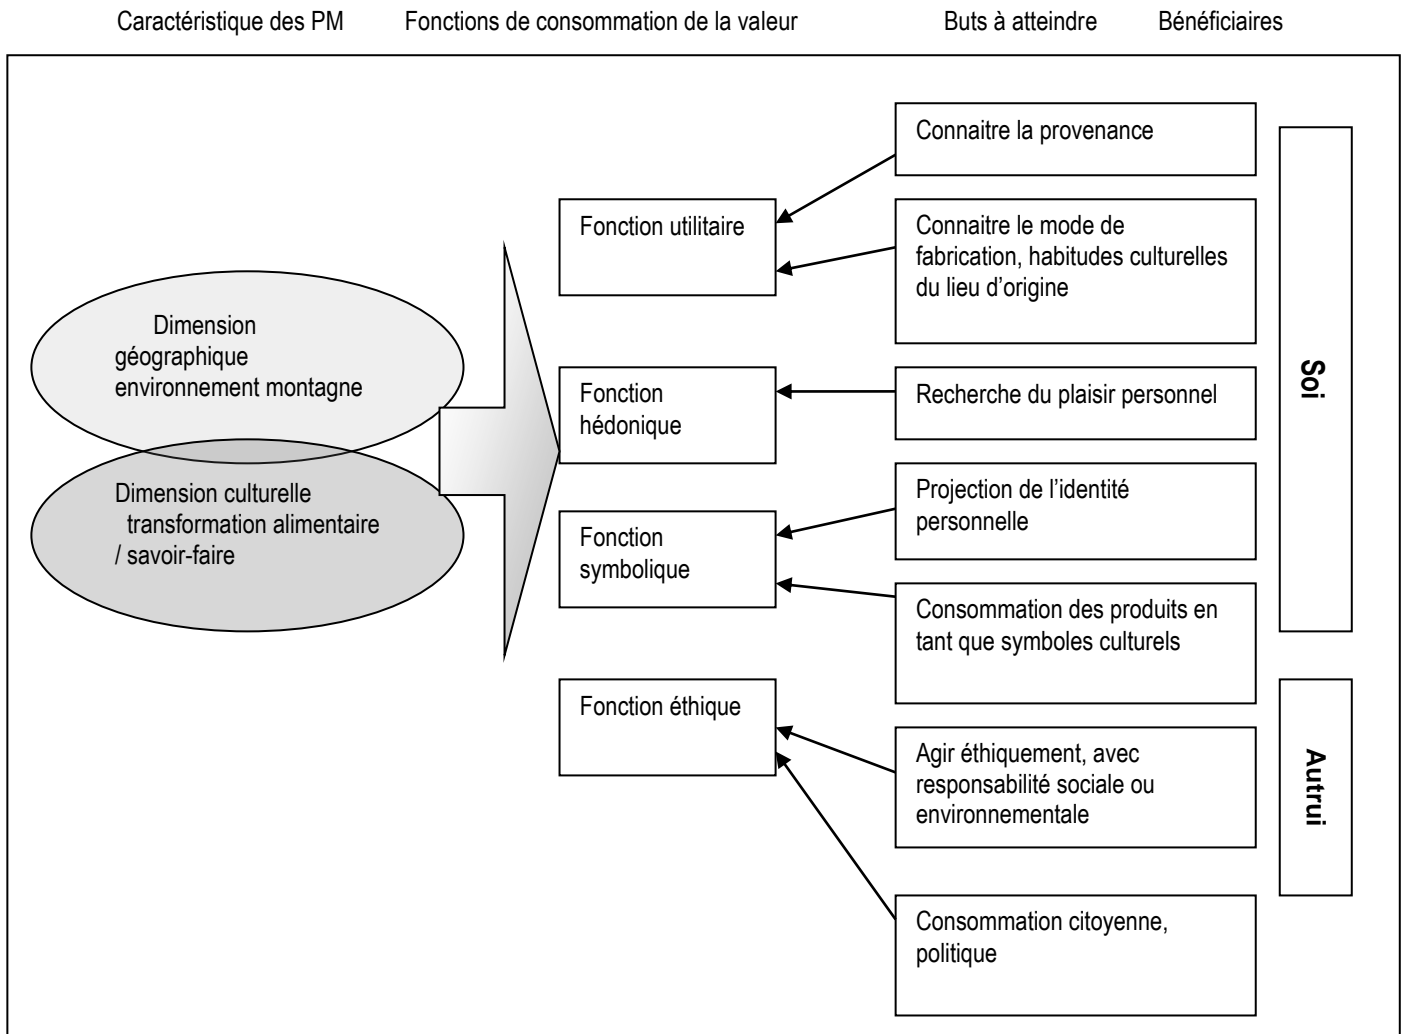 Caractéristique des PM
Fonctions de consommation de la valeur
Buts à atteindre
Bénéficiaires
Dimension
géographique
environnement montagne
Dimension culturelle
transformation alimentaire
/ savoir-faire
Fonction utilitaire
Fonction
hédonique
Fonction
symbolique
Fonction éthique
Connaitre la provenance
Connaitre le mode de
fabrication, habitudes culturelles
du lieu d’origine
Recherche du plaisir personnel
Projection de l’identité
personnelle
Consommation des produits en
tant que symboles culturels
Agir éthiquement, avec
responsabilité sociale ou
environnementale
Consommation citoyenne,
politique
Soi
Autrui